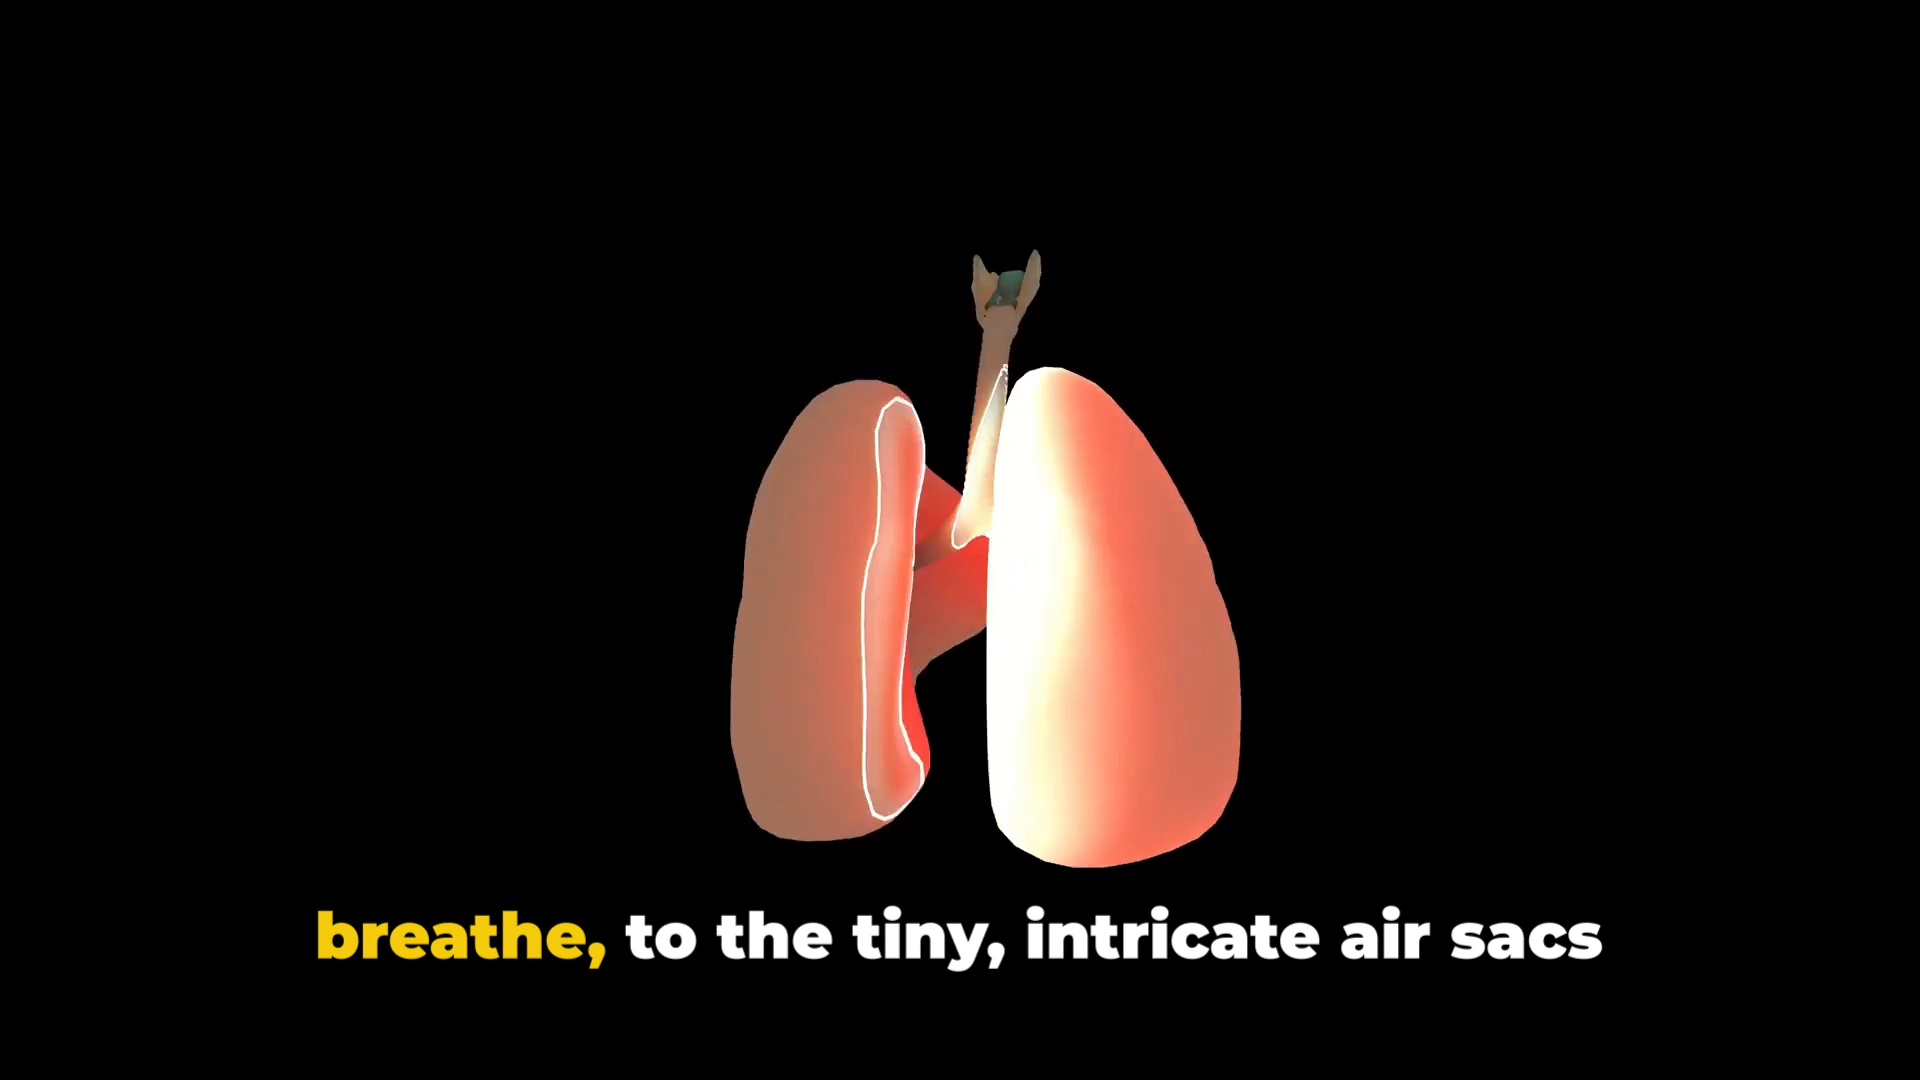 breathe, to the tiny, intricate air sacs